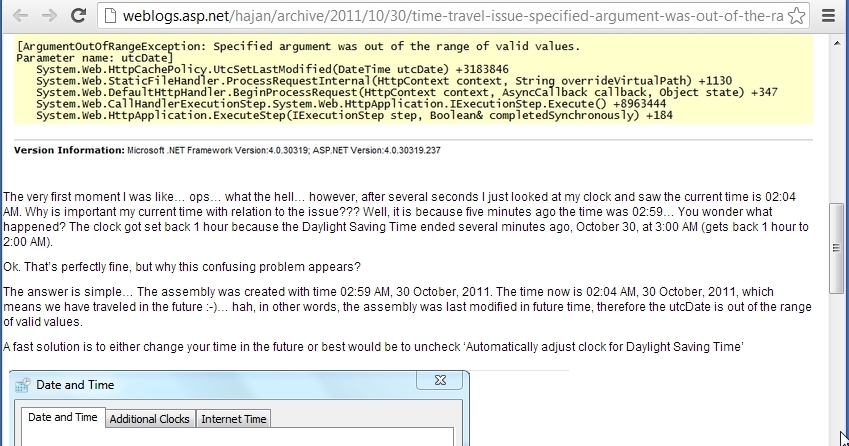 weblogs.asp.net/hajan/archive/2011/10/30/time-travel-issue-specified-argument-was-out-of-the-ra
[ArgumentOutOfRangeException: Specified argument was out of the range of valid values.
Parameter name: utcDate]
System.Web.HttpCachePolicy.UtcSetLastModified(DateTime utcDate) +3183846
System.Web.StaticFileHandler.ProcessRequestInternal(HttpContext context, String overrideVirtualPath) +1130
System.Web.DefaultHttpHandler.BeginProcessRequest(HttpContext context, AsyncCallback callback, Object state) +347
System.Web.CallHandlerExecutionStep.System.Web.HttpApplication.IExecutionStep.Execute() +8963444
System.Web.HttpApplication.ExecuteStep(IExecutionStep step, Boolean& completedSynchronously) +184
Version Information: Microsoft .NET Framework Version:4.0.30319; ASP.NET Version:4.0.30319.237
The very first moment I was like… ops… what the hell… however, after several seconds I just looked at my clock and saw the current time is 02:04
AM. Why is important my current time with relation to the issue??? Well, it is because five minutes ago the time was 02:59… You wonder what
happened? The clock got set back 1 hour because the Daylight Saving Time ended several minutes ago, October 30, at 3:00 AM (gets back 1 hour to
2:00 AM).
Ok. That's perfectly fine, but why this confusing problem appears?
The answer is simple… The assembly was created with time 02:59 AM, 30 October, 2011. The time now is 02:04 AM, 30 October, 2011, which
means we have traveled in the future :-)… hah, in other words, the assembly was last modified in future time, therefore the utcDate is out of the range
of valid values.
A fast solution is to either change your time in the future or best would be to uncheck ‘Automatically adjust clock for Daylight Saving Time’
Date and Time
Date and Time Additional Clocks Internet Time